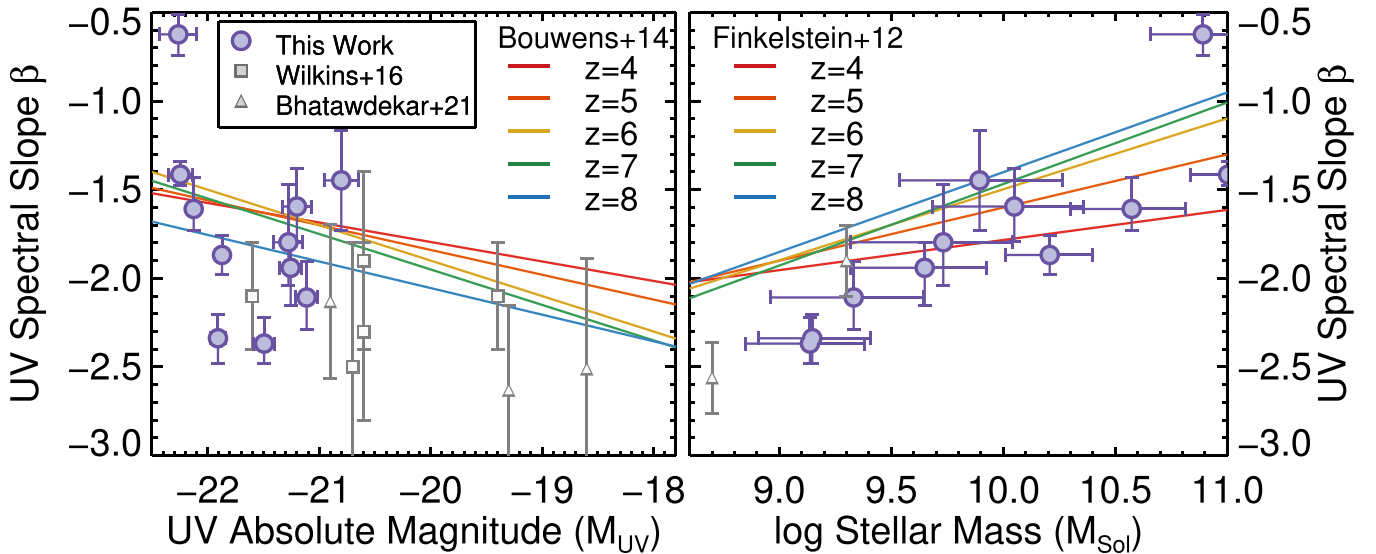 UV Spectral Slope β
−0.5
−1.0
−1.5
−2.0
−2.5
−3.0
This Work
Wilkins+16
Bhatawdekar+21
Bouwens+14
z=4
z=5
z=6
z=7
z=8
−22
−21
−20
−19
−18
UV Absolute Magnitude (M_UV)
Finkelstein+12
z=4
z=5
z=6
z=7
z=8
9.0
9.5
10.0
10.5
11.0
log Stellar Mass (M_Sol)
−0.5
−1.0
−1.5
−2.0
−2.5
−3.0
UV Spectral Slope β